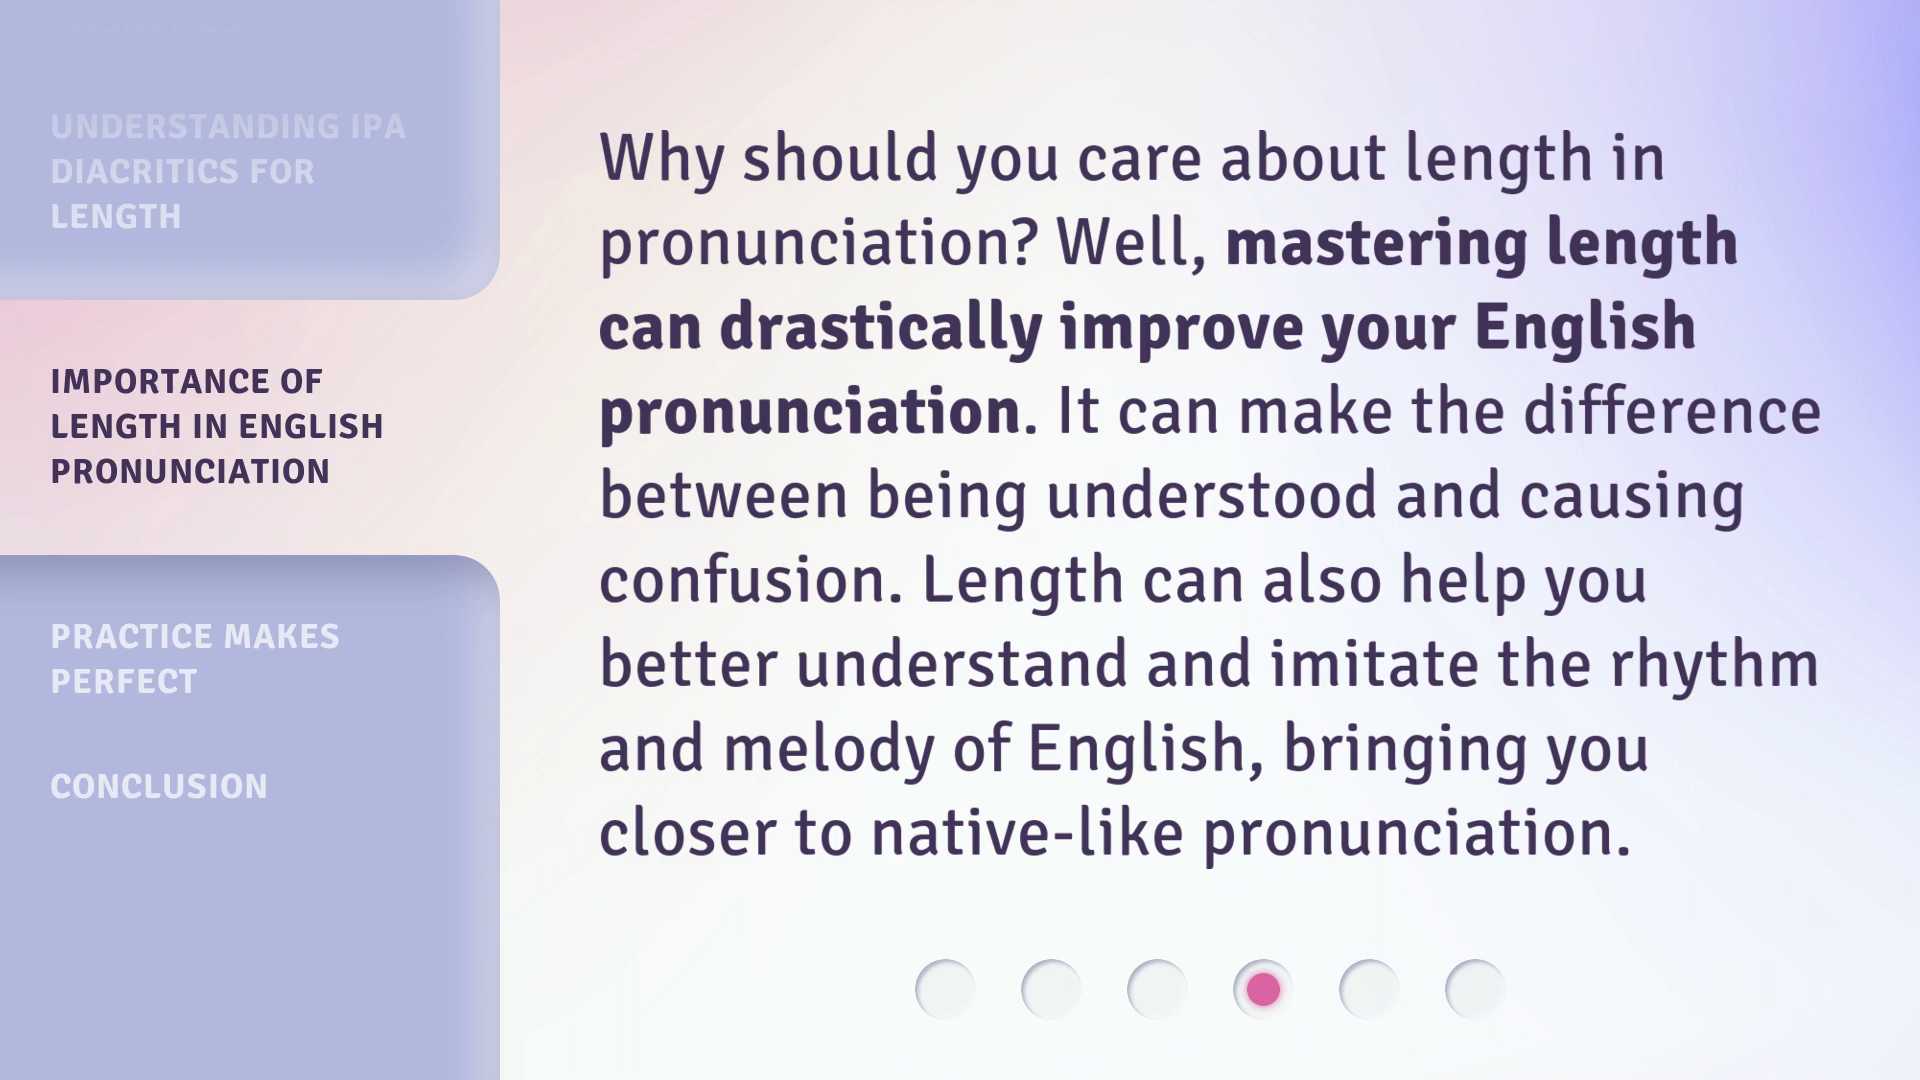 UNDERSTANDING IPA
DIACRITICS FOR
LENGTH
IMPORTANCE OF
LENGTH IN ENGLISH
PRONUNCIATION
PRACTICE MAKES
PERFECT
CONCLUSION
Why should you care about length in
pronunciation? Well, mastering length
can drastically improve your English
pronunciation. It can make the difference
between being understood and causing
confusion. Length can also help you
better understand and imitate the rhythm
and melody of English, bringing you
closer to native-like pronunciation.